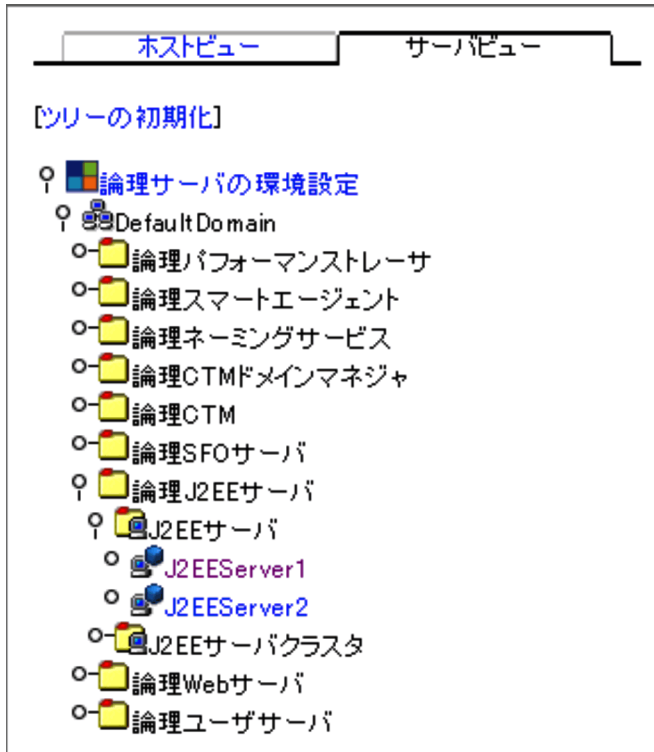 ホストビュー サーバビュー
[ツリーの初期化]
論理サーバの環境設定
DefaultDomain
論理パフォーマンストレーサ
論理スマートエージェント
論理ネーミングサービス
論理CTMドメインマネジャ
論理CTM
論理SFOサーバ
論理J2EEサーバ
J2EEサーバ
J2EEServer1
J2EEServer2
J2EEサーバクラスタ
論理Webサーバ
論理ユーザサーバ